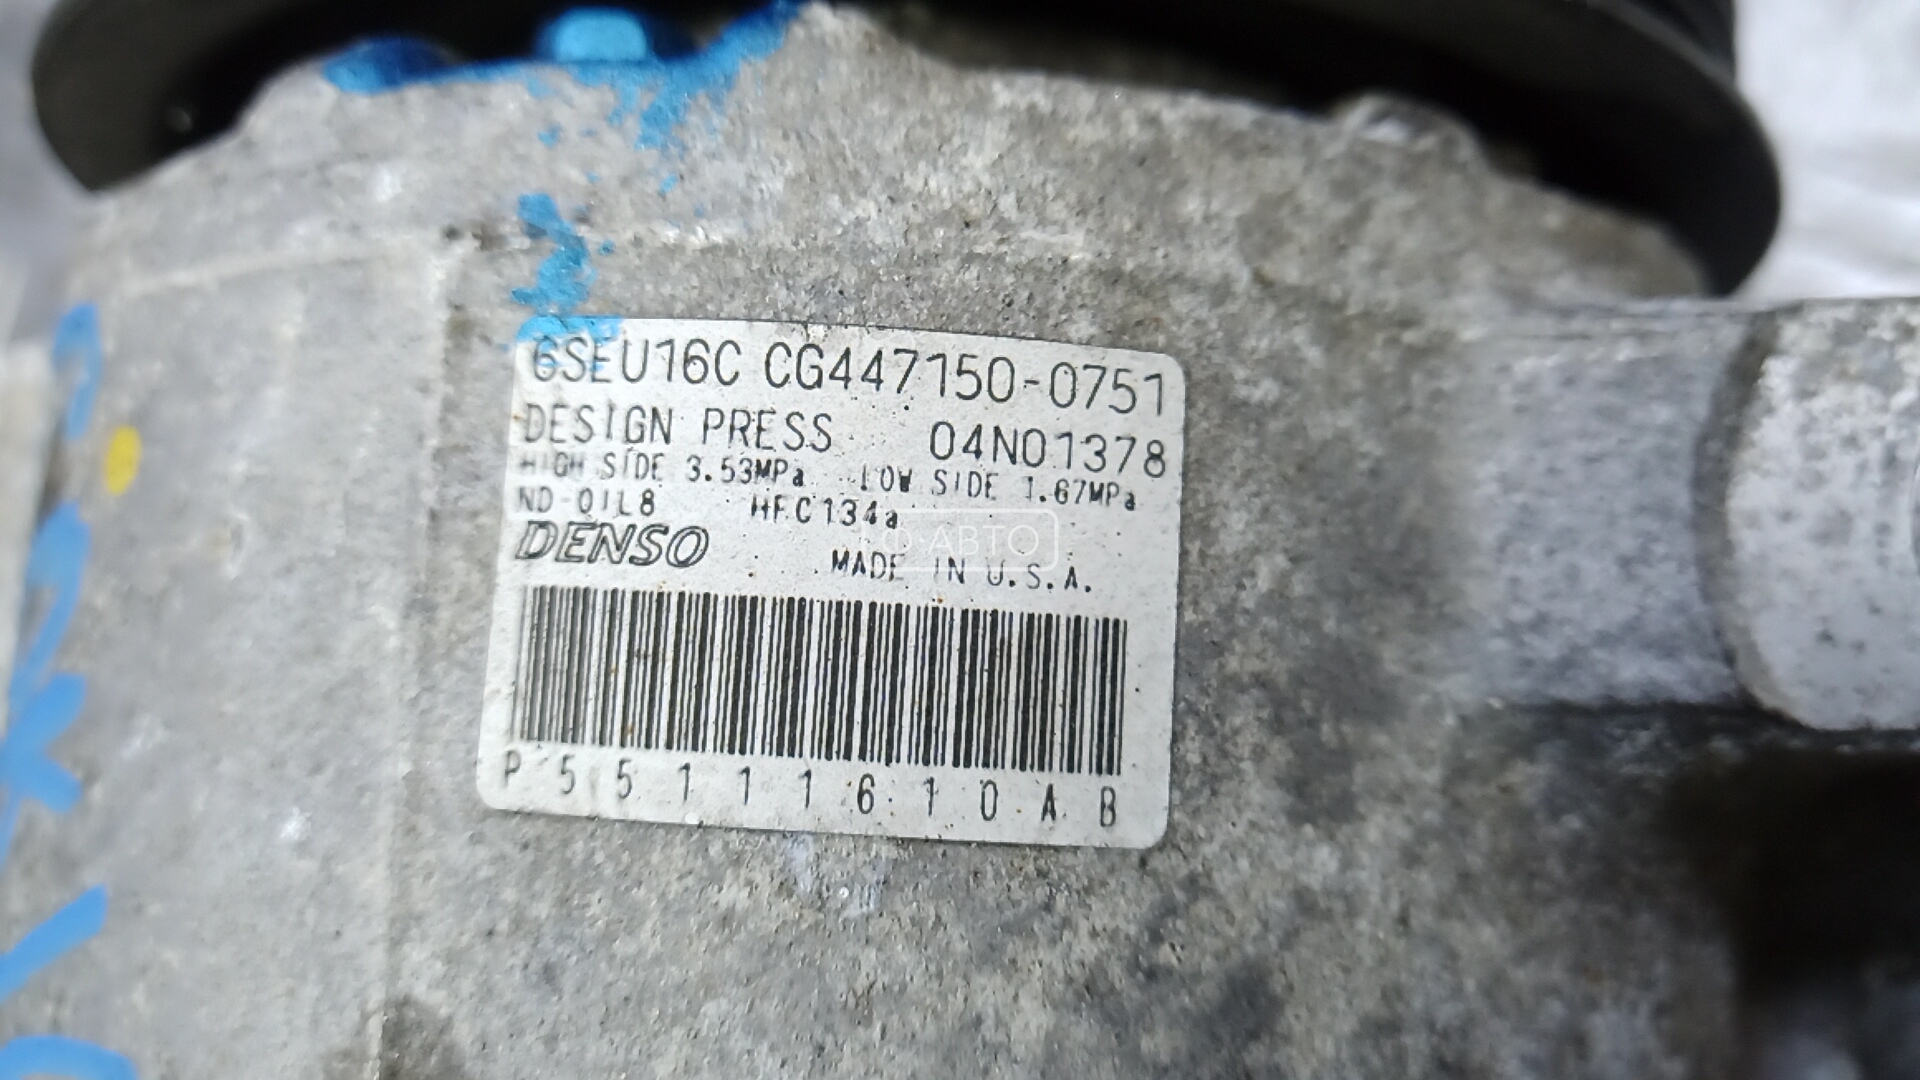 6SEU16C CG447150-0751
DESIGN PRESS 04N01378
HIGH SIDE 3.53MPa LOW SIDE 1.67MPa
ND-OIL8 HFC134a
DENSO MADE IN U.S.A.
P55111610AB